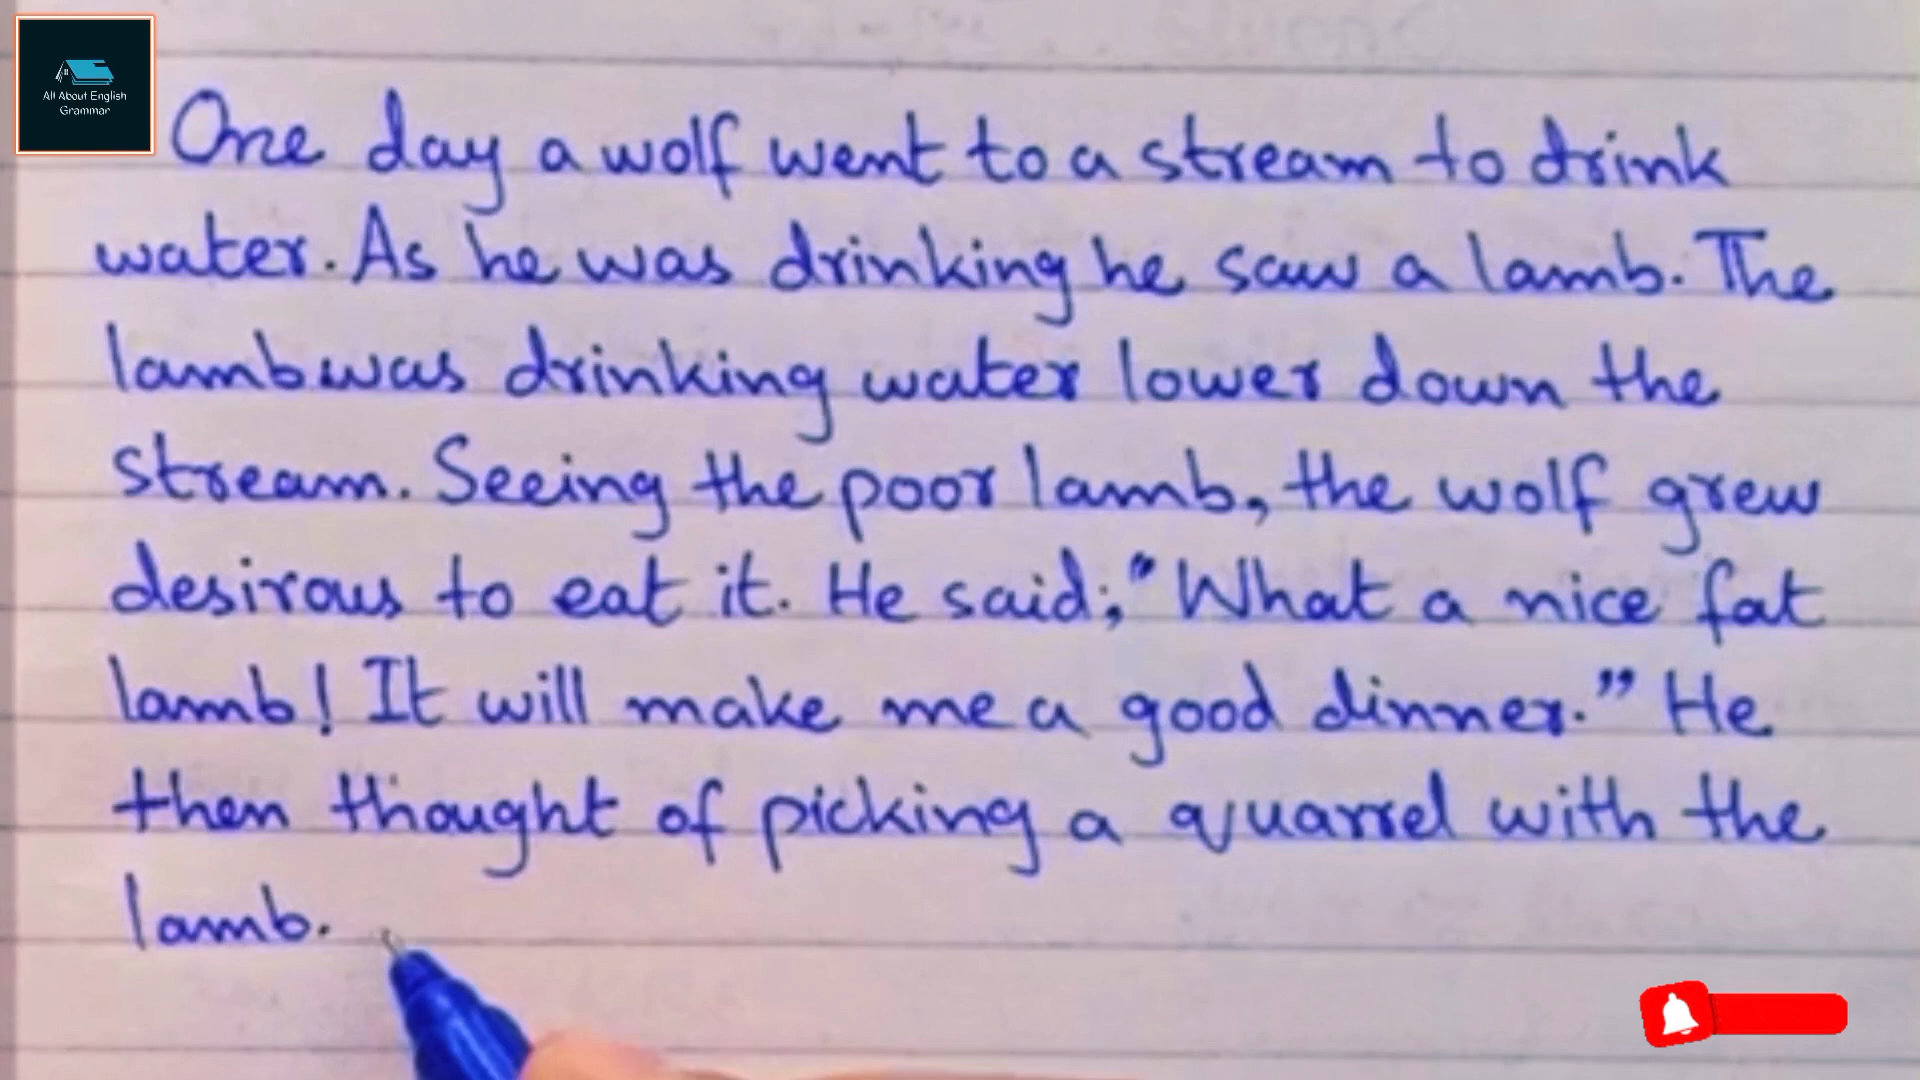 All About English
Grammar
One day a wolf went to a stream to drink
water. As he was drinking he saw a lamb. The
lamb was drinking water lower down the
stream. Seeing the poor lamb, the wolf grew
desirous to eat it. He said; "What a nice fat
lamb! It will make me a good dinner." He
then thought of picking a quarrel with the
lamb.